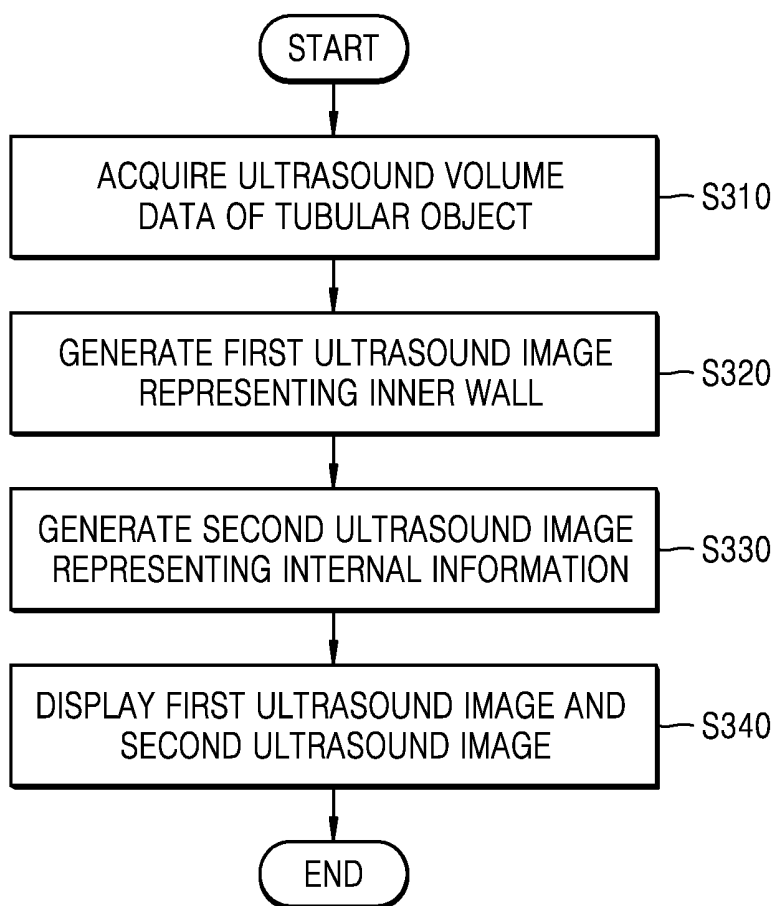 START
ACQUIRE ULTRASOUND VOLUME
DATA OF TUBULAR OBJECT
S310
GENERATE FIRST ULTRASOUND IMAGE
REPRESENTING INNER WALL
S320
GENERATE SECOND ULTRASOUND IMAGE
REPRESENTING INTERNAL INFORMATION
S330
DISPLAY FIRST ULTRASOUND IMAGE AND
SECOND ULTRASOUND IMAGE
S340
END